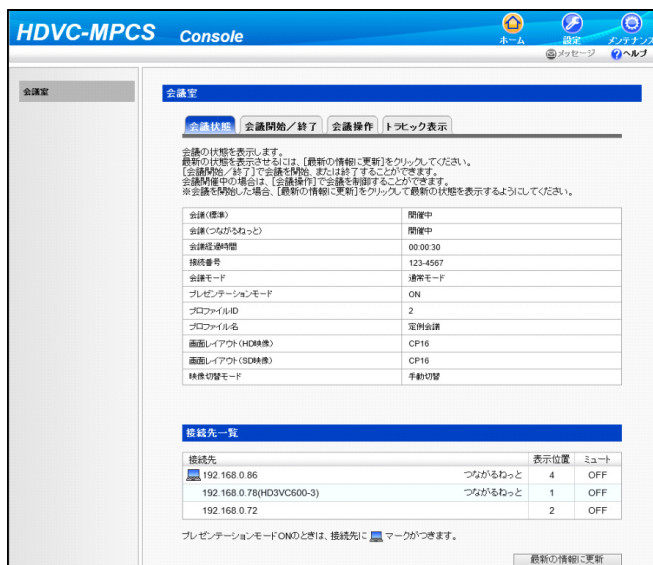 HDVC-MPCS Console
ホーム 設定 メンテナンス
メッセージ ヘルプ
会議室
会議室
会議状態 会議開始／終了 会議操作 トラヒック表示
会議の状態を表示します。
最新の状態を表示させるには、［最新の情報に更新］をクリックしてください。
［会議開始／終了］で会議を開始、または終了することができます。
会議開催中の場合は、［会議操作］で会議を制御することができます。
※会議を開始した場合、［最新の情報に更新］をクリックして最新の状態を表示するようにしてください。
会議(標準) 開催中
会議(つながるねっと) 開催中
会議経過時間 00:00:30
接続番号 123-4567
会議モード 通常モード
プレゼンテーションモード ON
プロファイルID 2
プロファイル名 定例会議
画面レイアウト(HD映像) CP16
画面レイアウト(SD映像) CP16
映像切替モード 手動切替
接続先一覧
接続先 表示位置 ミュート
192.168.0.86 つながるねっと 4 OFF
192.168.0.78(HD3VC600-3) つながるねっと 1 OFF
192.168.0.72 2 OFF
プレゼンテーションモードONのときは、接続先に マークがつきます。
最新の情報に更新